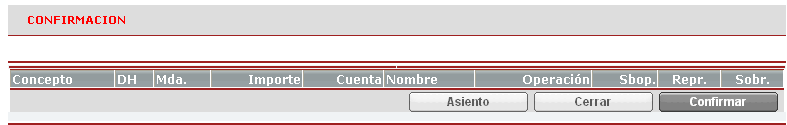 CONFIRMACION
Concepto DH Mda. Importe Cuenta Nombre Operación Sbop. Repr. Sobr.
Asiento Cerrar Confirmar